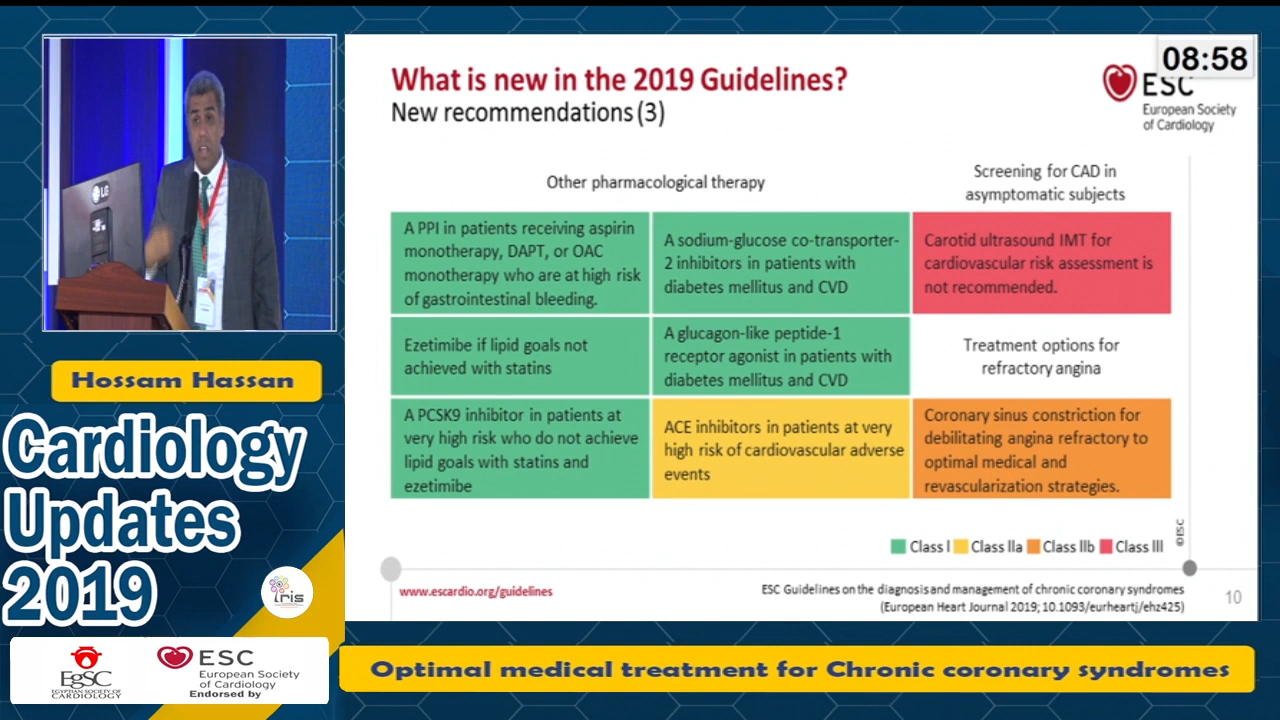 08:58
What is new in the 2019 Guidelines?
New recommendations (3)
ESC
European Society
of Cardiology
Other pharmacological therapy
Screening for CAD in
asymptomatic subjects
A PPI in patients receiving aspirin
monotherapy, DAPT, or OAC
monotherapy who are at high risk
of gastrointestinal bleeding.
A sodium-glucose co-transporter-
2 inhibitors in patients with
diabetes mellitus and CVD
Carotid ultrasound IMT for
cardiovascular risk assessment is
not recommended.
Ezetimibe if lipid goals not
achieved with statins
A glucagon-like peptide-1
receptor agonist in patients with
diabetes mellitus and CVD
Treatment options for
refractory angina
A PCSK9 inhibitor in patients at
very high risk who do not achieve
lipid goals with statins and
ezetimibe
ACE inhibitors in patients at very
high risk of cardiovascular adverse
events
Coronary sinus constriction for
debilitating angina refractory to
optimal medical and
revascularization strategies.
©ESC
Class I Class IIa Class IIb Class III
www.escardio.org/guidelines
ESC Guidelines on the diagnosis and management of chronic coronary syndromes
(European Heart Journal 2019; 10.1093/eurheartj/ehz425)
10
LG
Hossam Hassan
Cardiology
Updates
2019
iris
EgSC
EGYPTIAN SOCIETY OF
CARDIOLOGY
ESC
European Society
of Cardiology
Endorsed by
Optimal medical treatment for Chronic coronary syndromes